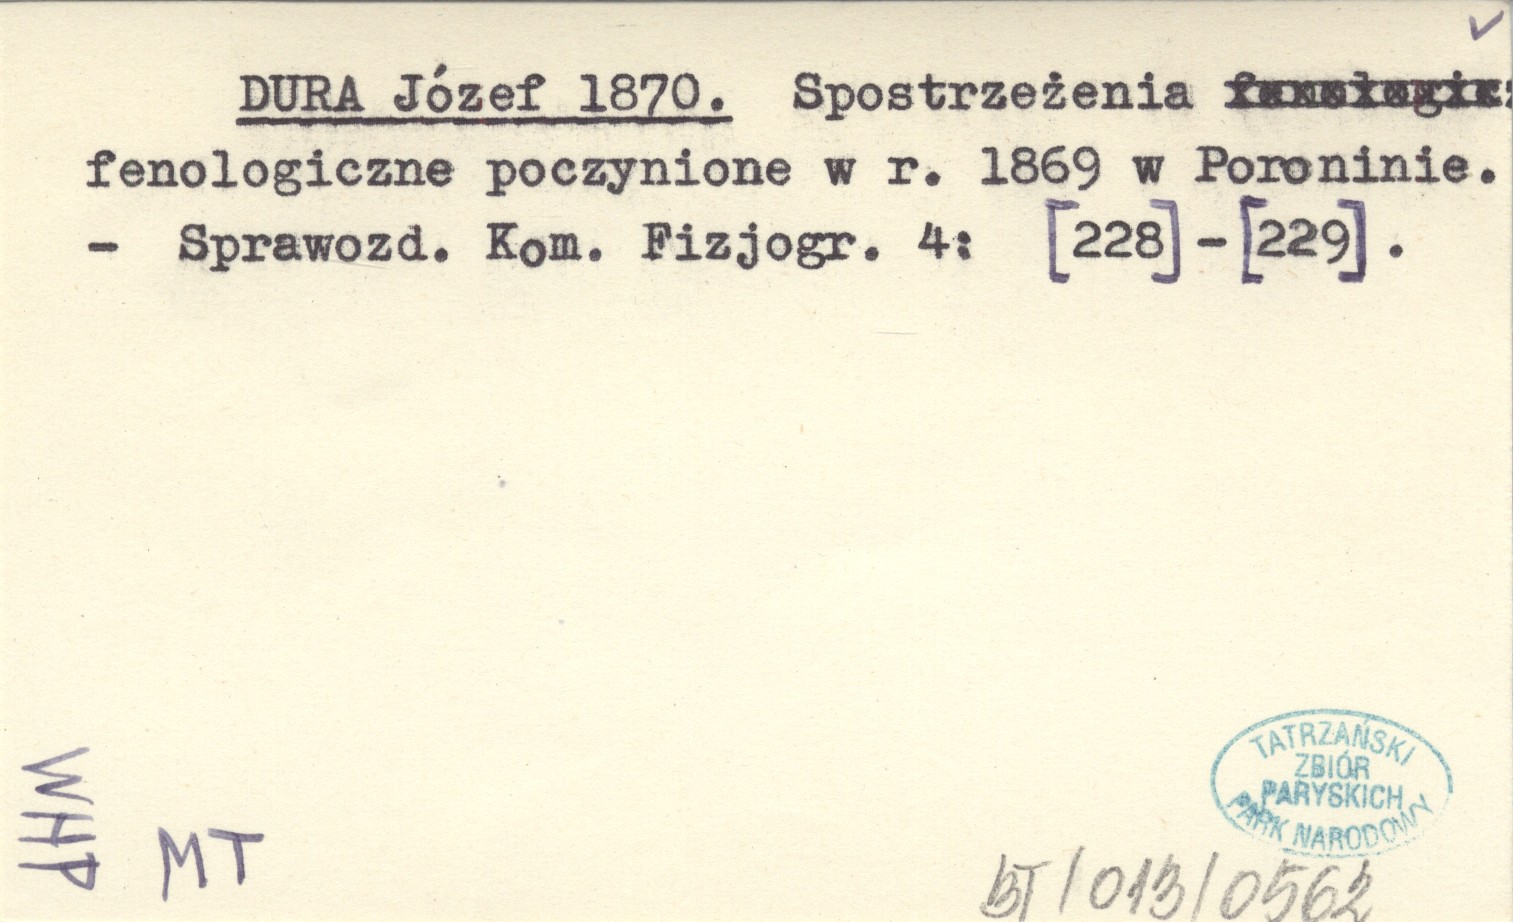 DURA Józef 1870. Spostrzeżenia
fenologiczne poczynione w r. 1869 w Poroninie.
- Sprawozd. Kom. Fizjogr. 4: [228]-[229].
TATRZAŃSKI
ZBIÓR
PARYSKICH
PARK NARODOWY
WHP
MT
BT/013/0562